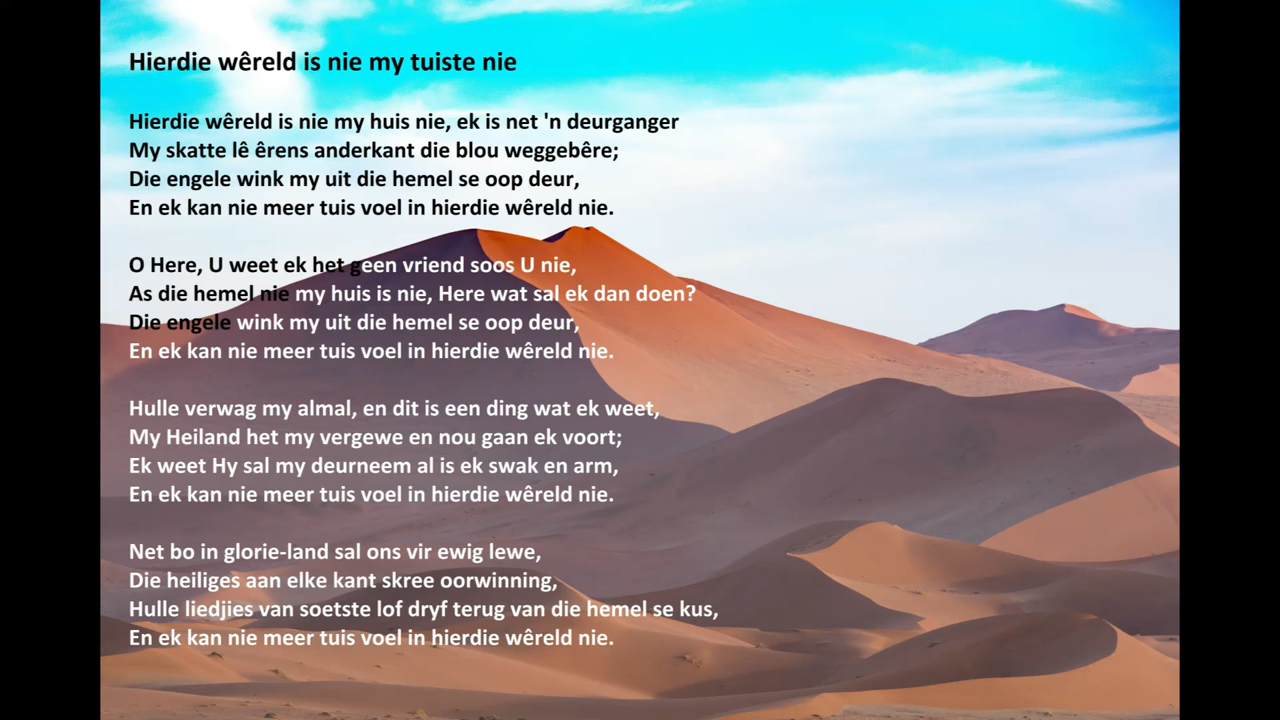 Hierdie wêreld is nie my tuiste nie
Hierdie wêreld is nie my huis nie, ek is net 'n deurganger
My skatte lê êrens anderkant die blou weggebêre;
Die engele wink my uit die hemel se oop deur,
En ek kan nie meer tuis voel in hierdie wêreld nie.
O Here, U weet ek het geen vriend soos U nie,
As die hemel nie my huis is nie, Here wat sal ek dan doen?
Die engele wink my uit die hemel se oop deur,
En ek kan nie meer tuis voel in hierdie wêreld nie.
Hulle verwag my almal, en dit is een ding wat ek weet,
My Heiland het my vergewe en nou gaan ek voort;
Ek weet Hy sal my deurneem al is ek swak en arm,
En ek kan nie meer tuis voel in hierdie wêreld nie.
Net bo in glorie-land sal ons vir ewig lewe,
Die heiliges aan elke kant skree oorwinning,
Hulle liedjies van soetste lof dryf terug van die hemel se kus,
En ek kan nie meer tuis voel in hierdie wêreld nie.